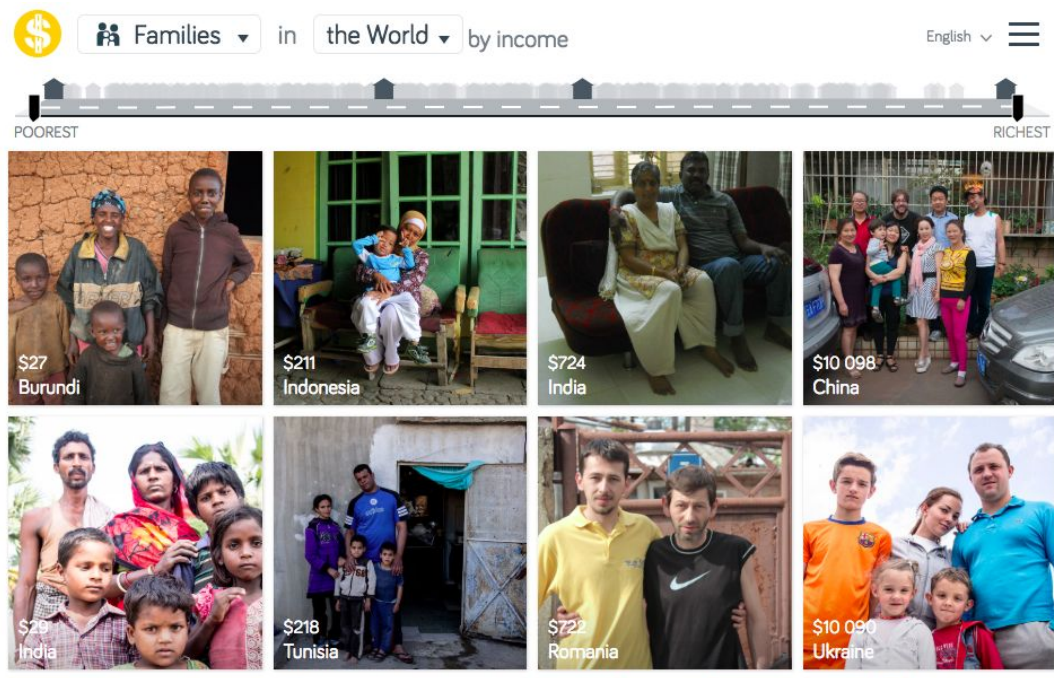 $ Families in the World by income English
POOREST RICHEST
$27
Burundi
$211
Indonesia
$724
India
$10 098
China
$29
India
$218
Tunisia
$722
Romania
$10 090
Ukraine